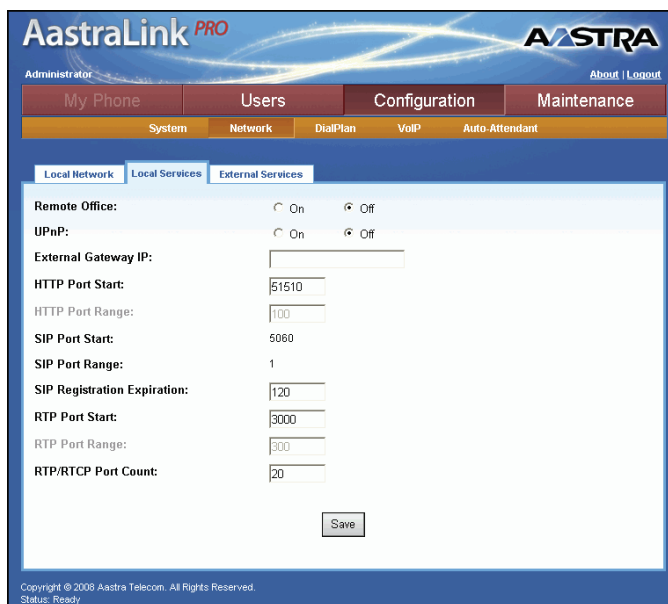 AastraLink PRO
AASTRA
Administrator
About | Logout
My Phone Users Configuration Maintenance
System Network DialPlan VoIP Auto-Attendant
Local Network Local Services External Services
Remote Office: On Off
UPnP: On Off
External Gateway IP:
HTTP Port Start: 51510
HTTP Port Range: 100
SIP Port Start: 5060
SIP Port Range: 1
SIP Registration Expiration: 120
RTP Port Start: 3000
RTP Port Range: 300
RTP/RTCP Port Count: 20
Save
Copyright © 2008 Aastra Telecom. All Rights Reserved.
Status: Ready